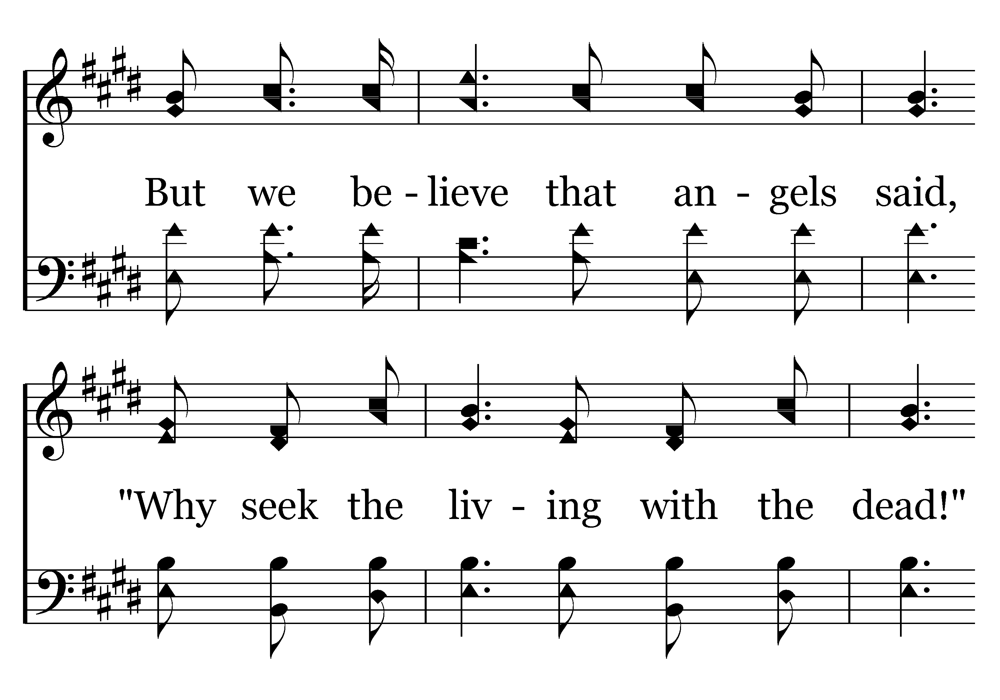 But we be - lieve that an - gels said,
"Why seek the liv - ing with the dead!"